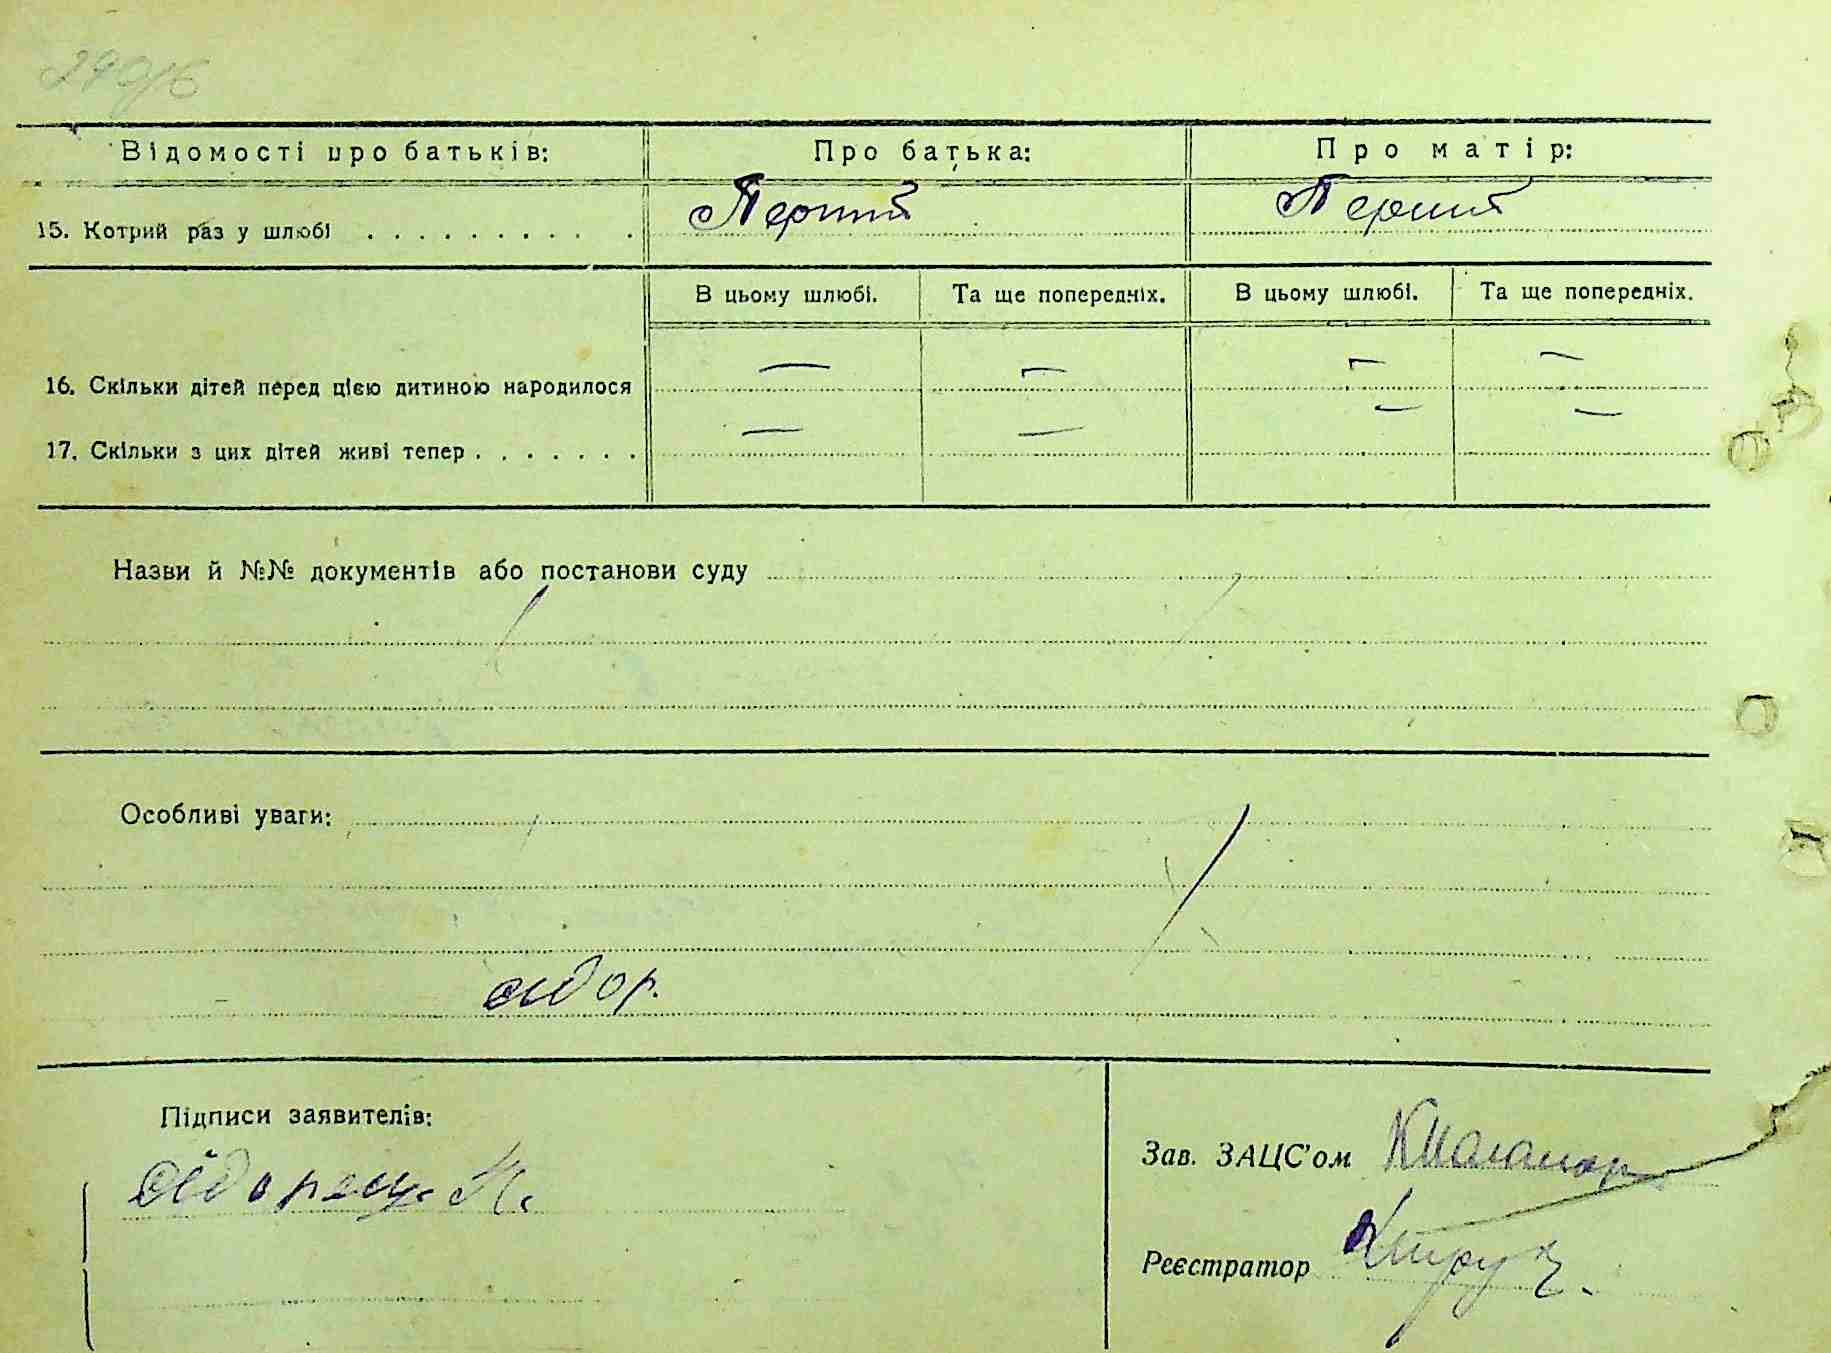 Відомості про батьків: Про батька: Про матір:
15. Котрий раз у шлюбі . . . . . . . . . . Перший Перший
В цьому шлюбі. Та ще попередніх. В цьому шлюбі. Та ще попередніх.
16. Скільки дітей перед цією дитиною народилося — — — —
17. Скільки з цих дітей живі тепер . . . . . . . — — — —
Назви й №№ документів або постанови суду
Особливі уваги:
сидор.
Підписи заявителів:
Зав. ЗАЦС'ом
Сідорец. М.
Реєстратор